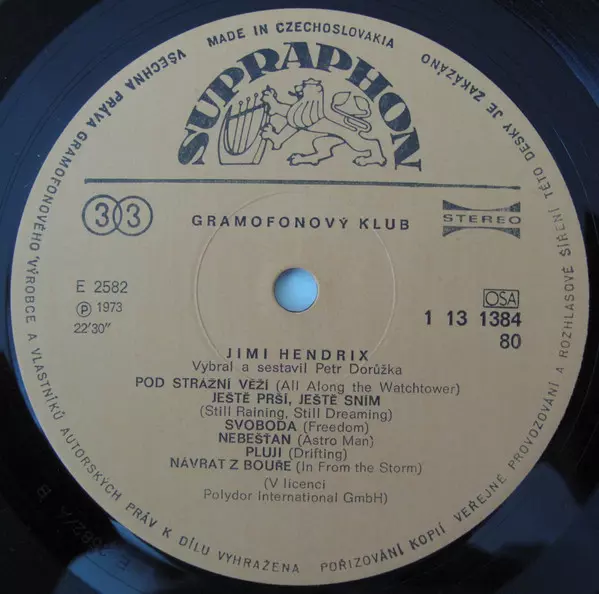 VŠECHNA PRÁVA GRAMOFONOVÉHO VÝROBCE A VLASTNÍKŮ AUTORSKÝCH PRÁV K DÍLU VYHRAŽENA
MADE IN CZECHOSLOVAKIA
POŘIZOVÁNÍ KOPIÍ VEŘEJNÉ PROVOZOVÁNÍ A ROZHLASOVÉ ŠÍŘENÍ TÉTO DESKY JE ZAKÁZÁNO
SUPRAPHON
33
GRAMOFONOVÝ KLUB
STEREO
E 2582
Ⓟ 1973
22'30"
OSA
1 13 1384
80
JIMI HENDRIX
Vybral a sestavil Petr Dorůžka
POD STRÁŽNÍ VĚŽÍ (All Along the Watchtower)
JEŠTĚ PRŠÍ, JEŠTĚ SNÍM
(Still Raining, Still Dreaming)
SVOBODA (Freedom)
NEBEŠŤAN (Astro Man)
PLUJI (Drifting)
NÁVRAT Z BOUŘE (In From the Storm)
(V licenci
Polydor International GmbH)